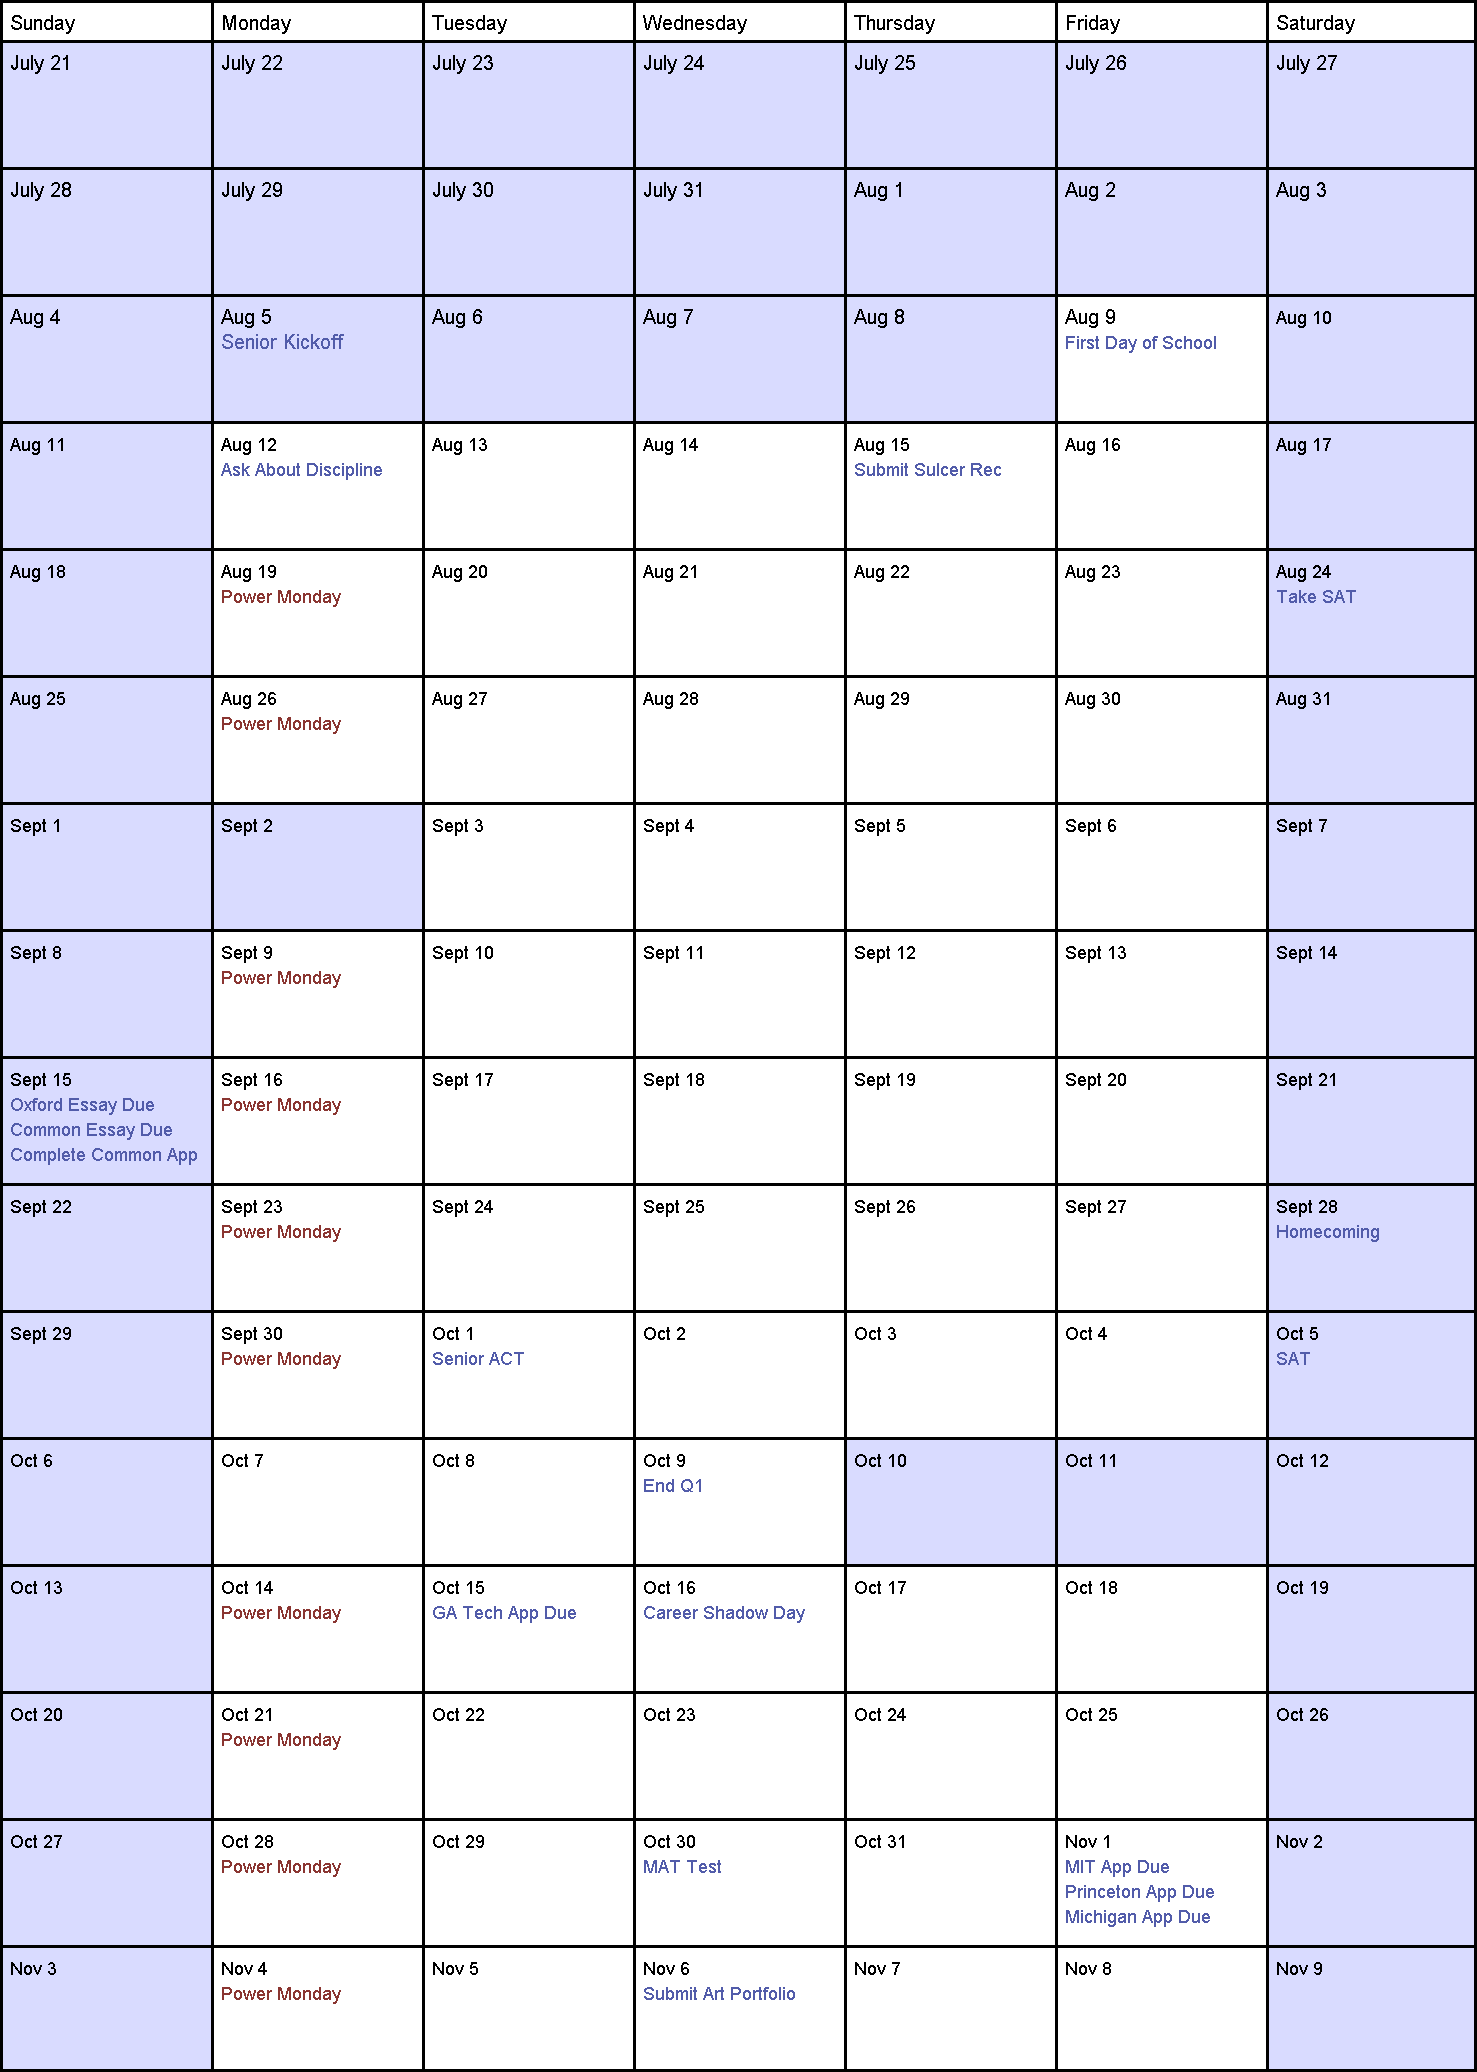 Sunday Monday Tuesday Wednesday Thursday Friday Saturday
July 21 July 22 July 23 July 24 July 25 July 26 July 27
July 28 July 29 July 30 July 31 Aug 1 Aug 2 Aug 3
Aug 4 Aug 5 Aug 6 Aug 7 Aug 8 Aug 9 Aug 10
Senior Kickoff First Day of School
Aug 11 Aug 12 Aug 13 Aug 14 Aug 15 Aug 16 Aug 17
Ask About Discipline Submit Sulcer Rec
Aug 18 Aug 19 Aug 20 Aug 21 Aug 22 Aug 23 Aug 24
Power Monday Take SAT
Aug 25 Aug 26 Aug 27 Aug 28 Aug 29 Aug 30 Aug 31
Power Monday
Sept 1 Sept 2 Sept 3 Sept 4 Sept 5 Sept 6 Sept 7
Sept 8 Sept 9 Sept 10 Sept 11 Sept 12 Sept 13 Sept 14
Power Monday
Sept 15 Sept 16 Sept 17 Sept 18 Sept 19 Sept 20 Sept 21
Oxford Essay Due Power Monday
Common Essay Due
Complete Common App
Sept 22 Sept 23 Sept 24 Sept 25 Sept 26 Sept 27 Sept 28
Power Monday Homecoming
Sept 29 Sept 30 Oct 1 Oct 2 Oct 3 Oct 4 Oct 5
Power Monday Senior ACT SAT
Oct 6 Oct 7 Oct 8 Oct 9 Oct 10 Oct 11 Oct 12
End Q1
Oct 13 Oct 14 Oct 15 Oct 16 Oct 17 Oct 18 Oct 19
Power Monday GA Tech App Due Career Shadow Day
Oct 20 Oct 21 Oct 22 Oct 23 Oct 24 Oct 25 Oct 26
Power Monday
Oct 27 Oct 28 Oct 29 Oct 30 Oct 31 Nov 1 Nov 2
Power Monday MAT Test MIT App Due
Princeton App Due
Michigan App Due
Nov 3 Nov 4 Nov 5 Nov 6 Nov 7 Nov 8 Nov 9
Power Monday Submit Art Portfolio